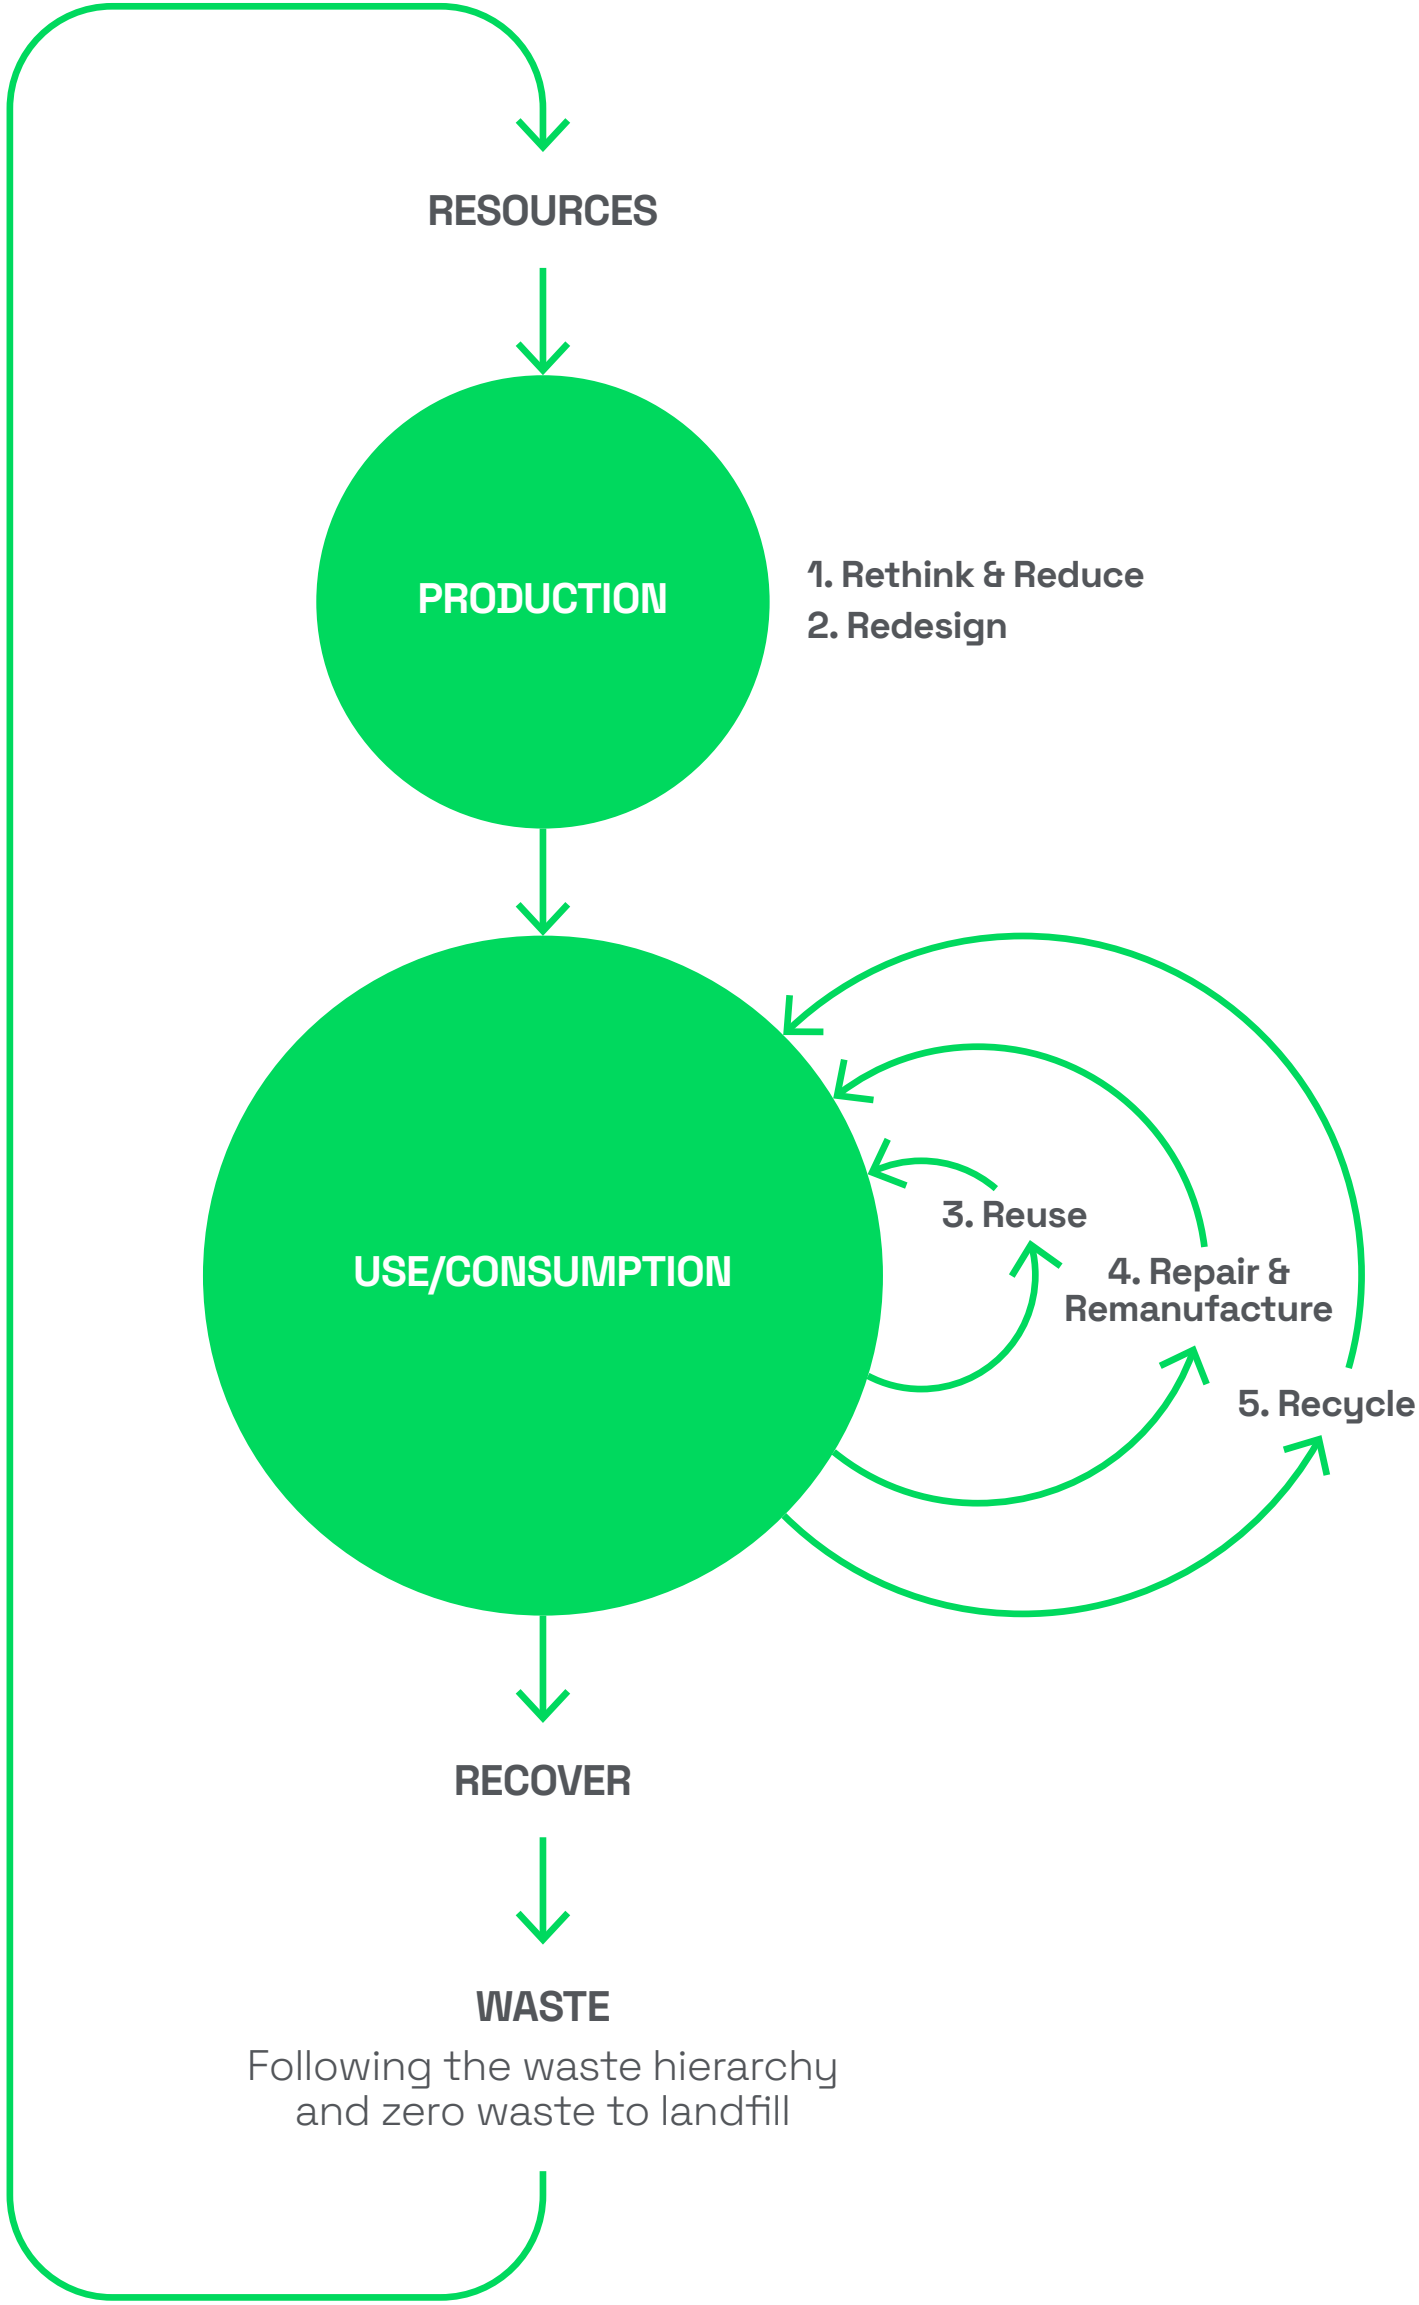 RESOURCES
PRODUCTION
1. Rethink & Reduce
2. Redesign
USE/CONSUMPTION
3. Reuse
4. Repair &
Remanufacture
5. Recycle
RECOVER
WASTE
Following the waste hierarchy
and zero waste to landfill